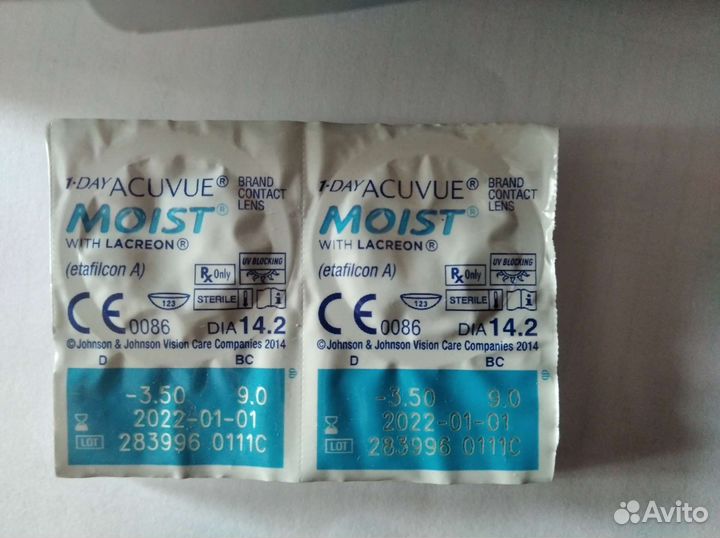 1·DAY ACUVUE® BRAND CONTACT LENS
MOIST®
WITH LACREON®
(etafilcon A)
Rx Only
UV BLOCKING
123
STERILE
CE 0086 DIA 14.2
©Johnson & Johnson Vision Care Companies 2014
D BC
-3.50 9.0
2022-01-01
LOT 283996 0111C
1·DAY ACUVUE® BRAND CONTACT LENS
MOIST®
WITH LACREON®
(etafilcon A)
Rx Only
UV BLOCKING
123
STERILE
CE 0086 DIA 14.2
©Johnson & Johnson Vision Care Companies 2014
D BC
-3.50 9.0
2022-01-01
LOT 283996 0111C
Avito